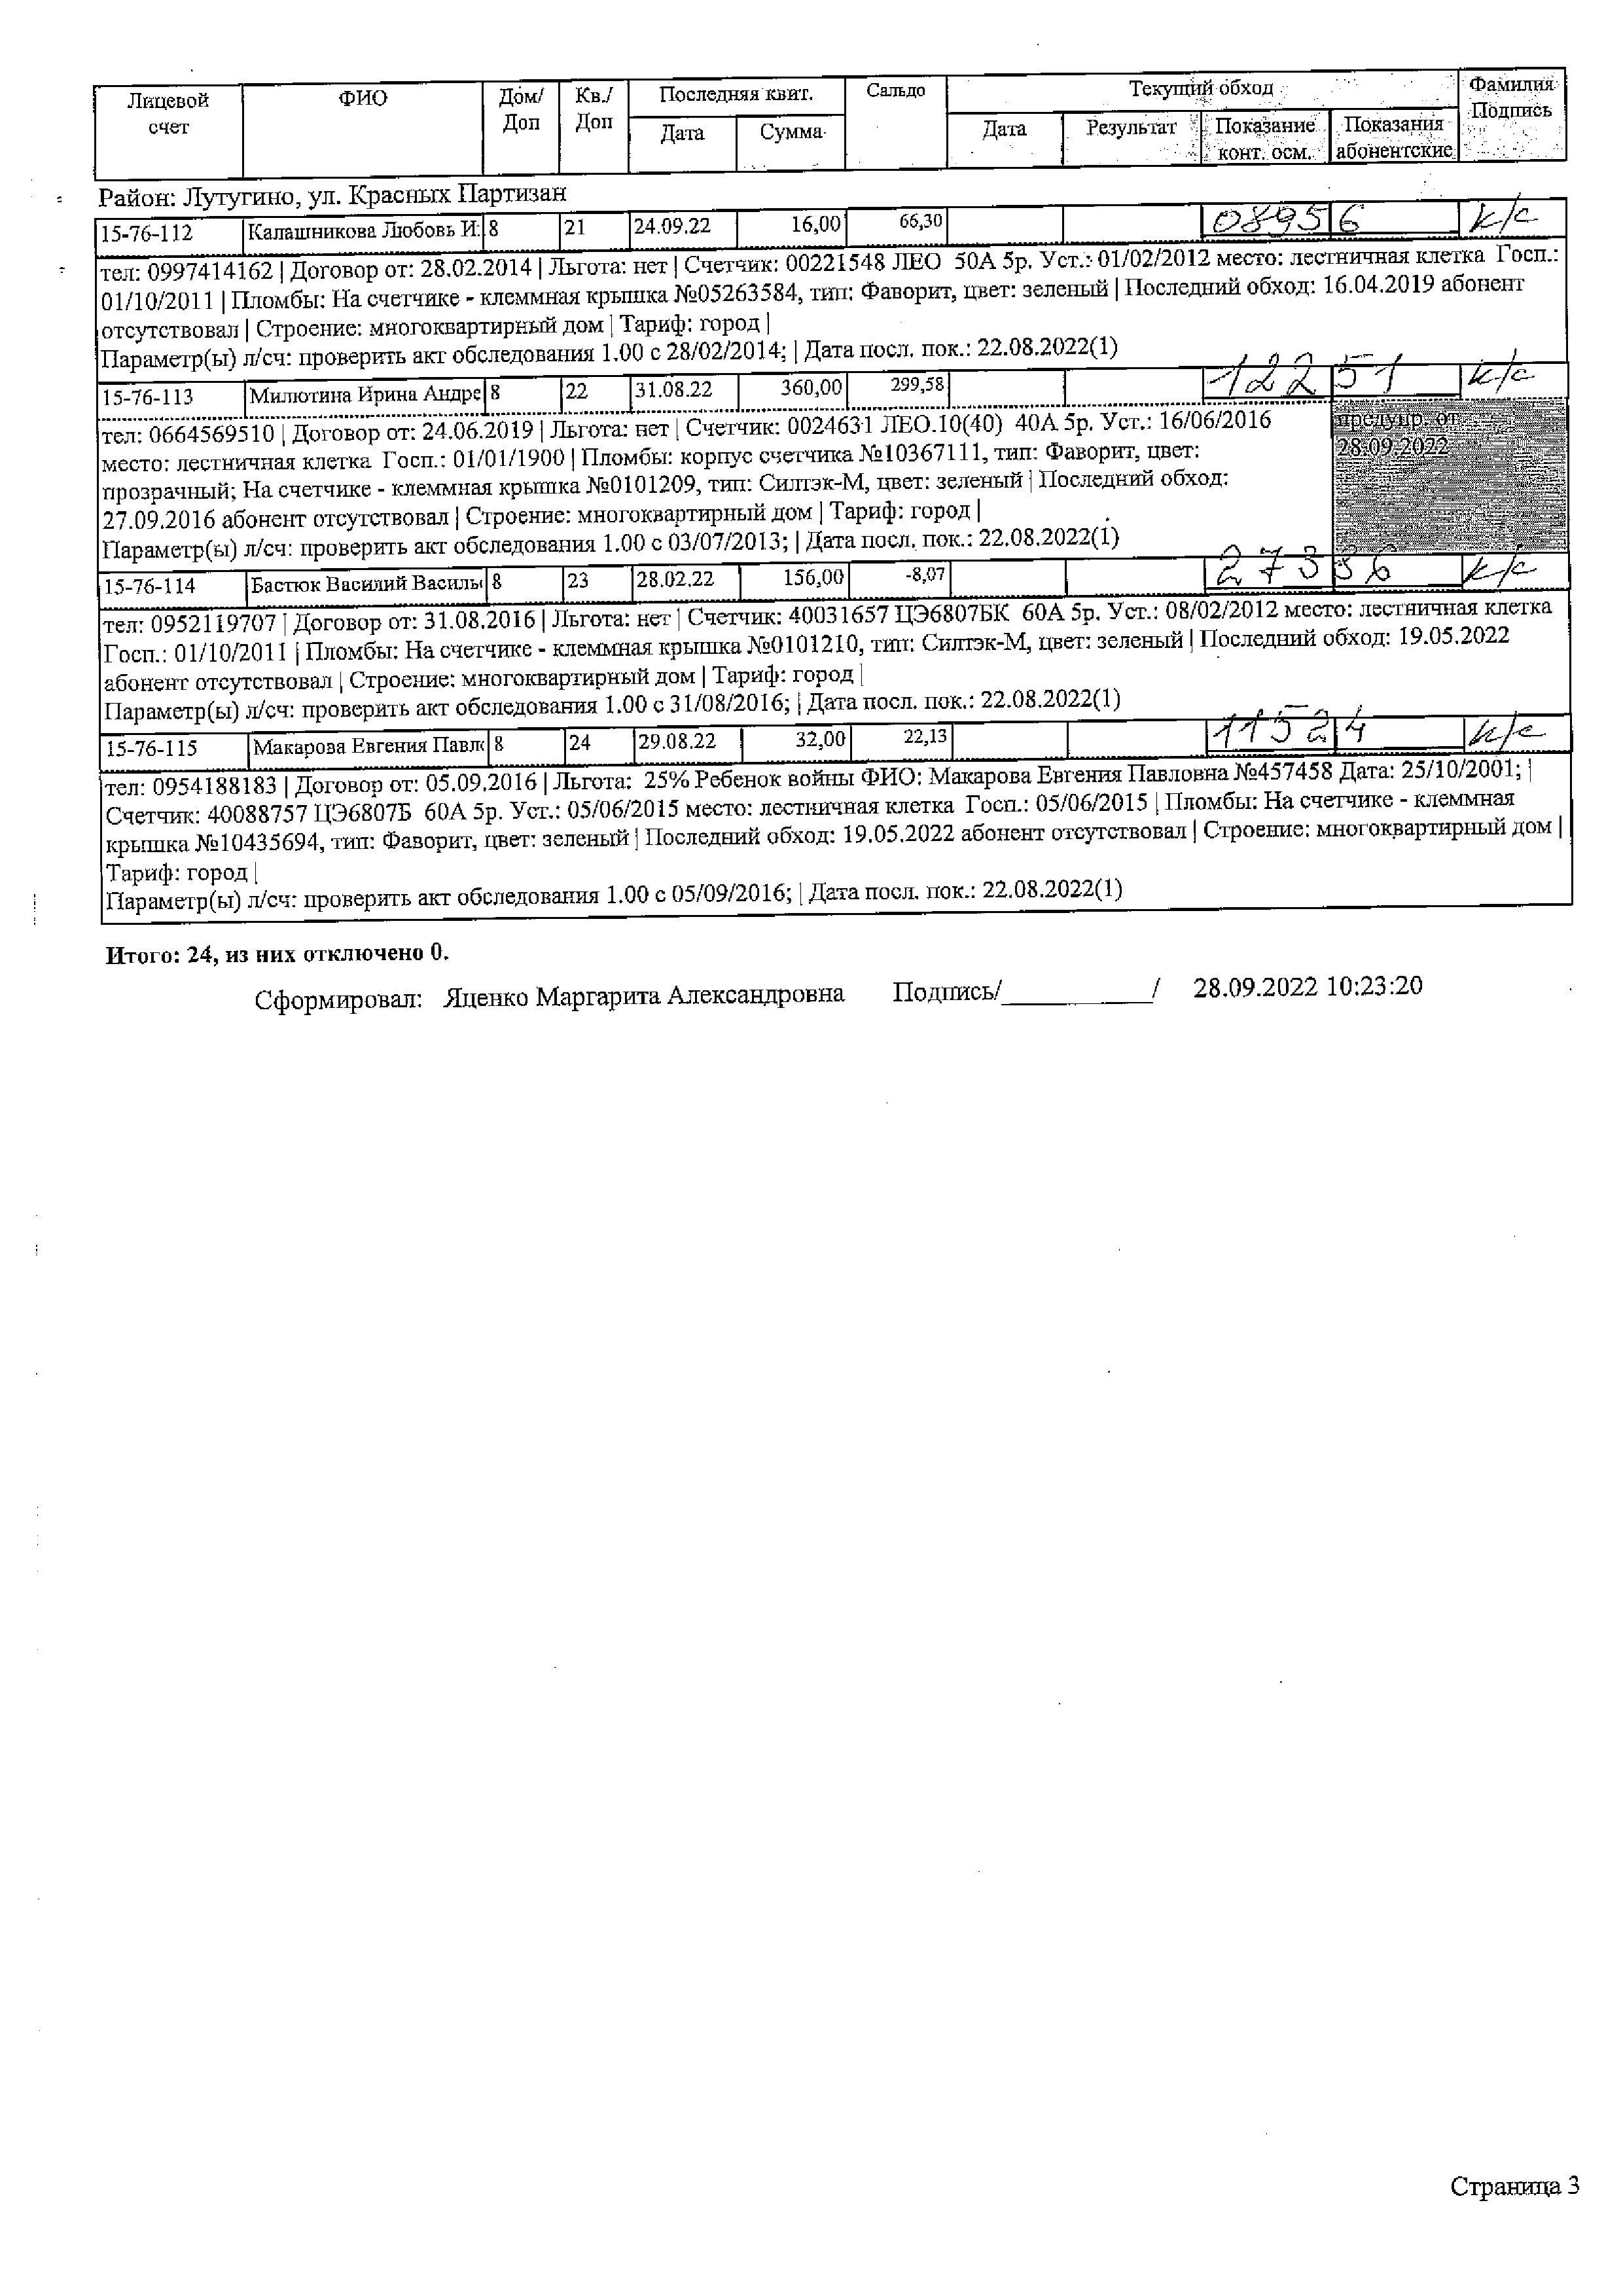 Лицевой счет ФИО Дом/ Доп Кв./ Доп Последняя квит. Дата Сумма Сальдо Текущий обход Дата Результат Показание конт. осм. Показания абонентские Фамилия Подпись
Район: Лутугино, ул. Красных Партизан
15-76-112 Калашникова Любовь И. 8 21 24.09.22 16,00 66,30 08956 к/с
тел: 0997414162 | Договор от: 28.02.2014 | Льгота: нет | Счетчик: 00221548 ЛЕО 50А 5р. Уст.: 01/02/2012 место: лестничная клетка Госп.:
01/10/2011 | Пломбы: На счетчике - клеммная крышка №05263584, тип: Фаворит, цвет: зеленый | Последний обход: 16.04.2019 абонент
отсутствовал | Строение: многоквартирный дом | Тариф: город |
Параметр(ы) л/сч: проверить акт обследования 1.00 с 28/02/2014; | Дата посл. пок.: 22.08.2022(1)
15-76-113 Милютина Ирина Андре 8 22 31.08.22 360,00 299,58 12251 к/с
тел: 0664569510 | Договор от: 24.06.2019 | Льгота: нет | Счетчик: 0024631 ЛЕО.10(40) 40А 5р. Уст.: 16/06/2016
место: лестничная клетка Госп.: 01/01/1900 | Пломбы: корпус счетчика №10367111, тип: Фаворит, цвет:
прозрачный; На счетчике - клеммная крышка №0101209, тип: Силтэк-М, цвет: зеленый | Последний обход:
27.09.2016 абонент отсутствовал | Строение: многоквартирный дом | Тариф: город |
Параметр(ы) л/сч: проверить акт обследования 1.00 с 03/07/2013; | Дата посл. пок.: 22.08.2022(1)
предупр. от
28.09.2022
15-76-114 Бастюк Василий Василь 8 23 28.02.22 156,00 -8,07 к/с
тел: 0952119707 | Договор от: 31.08.2016 | Льгота: нет | Счетчик: 40031657 ЦЭ6807БК 60А 5р. Уст.: 08/02/2012 место: лестничная клетка
Госп.: 01/10/2011 | Пломбы: На счетчике - клеммная крышка №0101210, тип: Силтэк-М, цвет: зеленый | Последний обход: 19.05.2022
абонент отсутствовал | Строение: многоквартирный дом | Тариф: город |
Параметр(ы) л/сч: проверить акт обследования 1.00 с 31/08/2016; | Дата посл. пок.: 22.08.2022(1)
15-76-115 Макарова Евгения Павл 8 24 29.08.22 32,00 22,13 11524 к/с
тел: 0954188183 | Договор от: 05.09.2016 | Льгота: 25% Ребенок войны ФИО: Макарова Евгения Павловна №457458 Дата: 25/10/2001; |
Счетчик: 40088757 ЦЭ6807Б 60А 5р. Уст.: 05/06/2015 место: лестничная клетка Госп.: 05/06/2015 | Пломбы: На счетчике - клеммная
крышка №10435694, тип: Фаворит, цвет: зеленый | Последний обход: 19.05.2022 абонент отсутствовал | Строение: многоквартирный дом |
Тариф: город |
Параметр(ы) л/сч: проверить акт обследования 1.00 с 05/09/2016; | Дата посл. пок.: 22.08.2022(1)
Итого: 24, из них отключено 0.
Сформировал: Яценко Маргарита Александровна Подпись/____________/ 28.09.2022 10:23:20
Страница 3